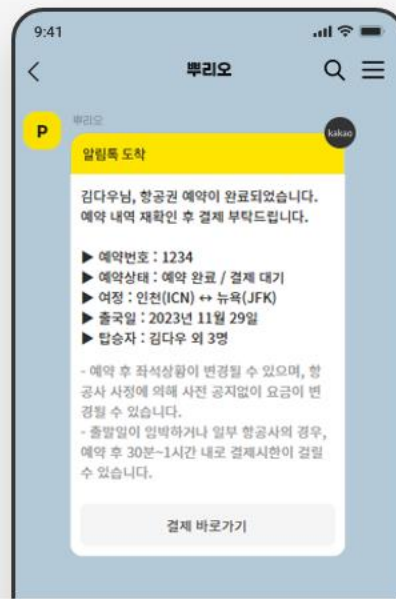 9:41
뿌리오
P
뿌리오
kakao
알림톡 도착
김다우님, 항공권 예약이 완료되었습니다.
예약 내역 재확인 후 결제 부탁드립니다.
▶ 예약번호 : 1234
▶ 예약상태 : 예약 완료 / 결제 대기
▶ 여정 : 인천(ICN) ↔ 뉴욕(JFK)
▶ 출국일 : 2023년 11월 29일
▶ 탑승자 : 김다우 외 3명
- 예약 후 좌석상황이 변경될 수 있으며, 항
공사 사정에 의해 사전 공지없이 요금이 변
경될 수 있습니다.
- 출발일이 임박하거나 일부 항공사의 경우,
예약 후 30분~1시간 내로 결제시한이 걸릴
수 있습니다.
결제 바로가기